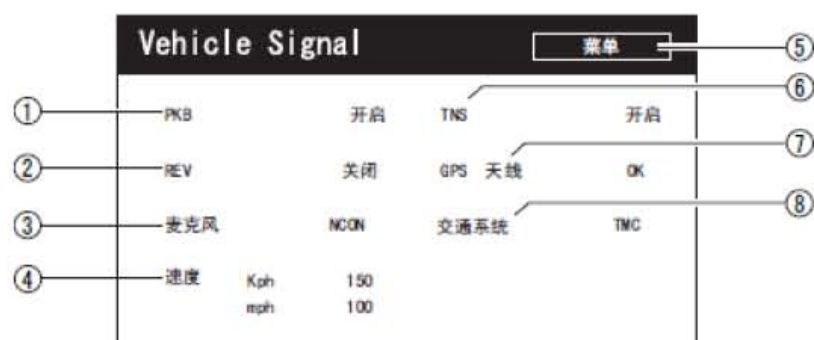 Vehicle Signal 菜单 ⑤
① PKB 开启 TNS 开启 ⑥
② REV 关闭 GPS 天线 OK ⑦
③ 麦克风 NCON 交通系统 TMC ⑧
④ 速度 Kph 150
mph 100